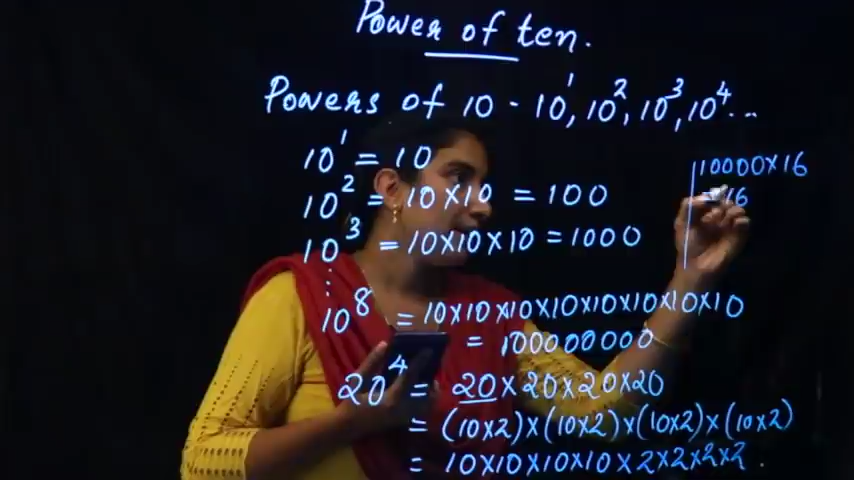 Power of ten.
Powers of 10 - 10¹, 10², 10³, 10⁴...
10¹ = 10
10² = 10×10 = 100
10³ = 10×10×10 = 1000
⋮
10⁸ = 10×10×10×10×10×10×10×10
= 100000000
20⁴ = 20×20×20×20
= (10×2)×(10×2)×(10×2)×(10×2)
= 10×10×10×10×2×2×2×2
10000×16
= 16